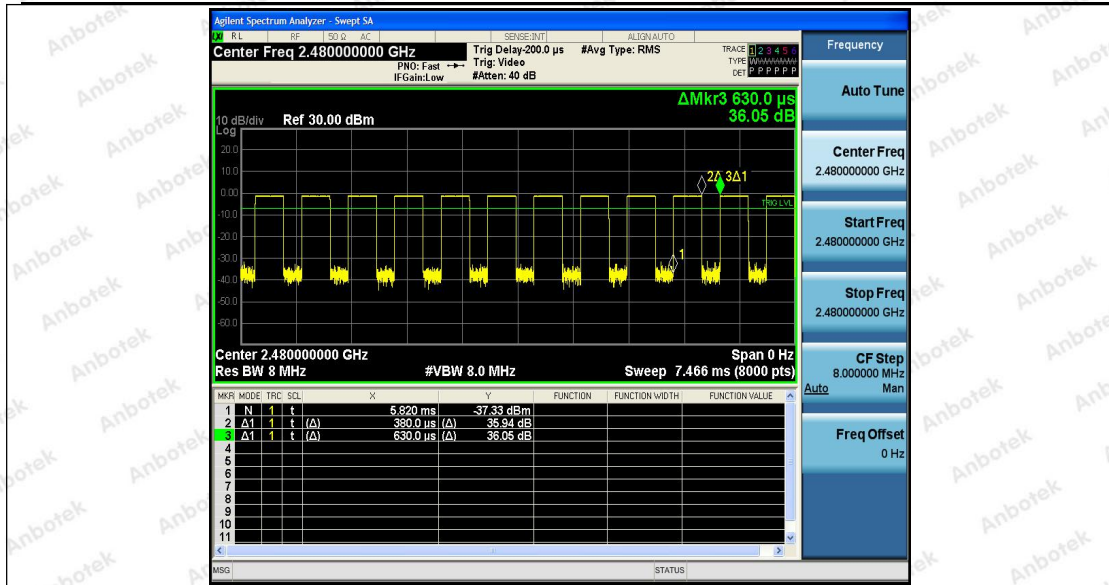 Agilent Spectrum Analyzer - Swept SA
RL RF 50 Ω AC SENSE:INT ALIGNAUTO
Center Freq 2.480000000 GHz
PNO: Fast
IFGain:Low
Trig Delay-200.0 µs
Trig: Video
#Atten: 40 dB
#Avg Type: RMS
TRACE 1 2 3 4 5 6
TYPE WWWWWW
DET P P P P P P
ΔMkr3 630.0 µs
36.05 dB
10 dB/div Ref 30.00 dBm
Log
20.0
10.0
0.00
-10.0
-20.0
-30.0
-40.0
-50.0
-60.0
2Δ 3Δ1
TRIG LVL
1
Center 2.480000000 GHz Span 0 Hz
Res BW 8 MHz #VBW 8.0 MHz Sweep 7.466 ms (8000 pts)
MKR MODE TRC SCL X Y FUNCTION FUNCTION WIDTH FUNCTION VALUE
1 N 1 t 5.820 ms -37.33 dBm
2 Δ1 1 t (Δ) 380.0 µs (Δ) 35.94 dB
3 Δ1 1 t (Δ) 630.0 µs (Δ) 36.05 dB
4
5
6
7
8
9
10
11
MSG STATUS
Frequency
Auto Tune
Center Freq
2.480000000 GHz
Start Freq
2.480000000 GHz
Stop Freq
2.480000000 GHz
CF Step
8.000000 MHz
Auto Man
Freq Offset
0 Hz
Anbotek